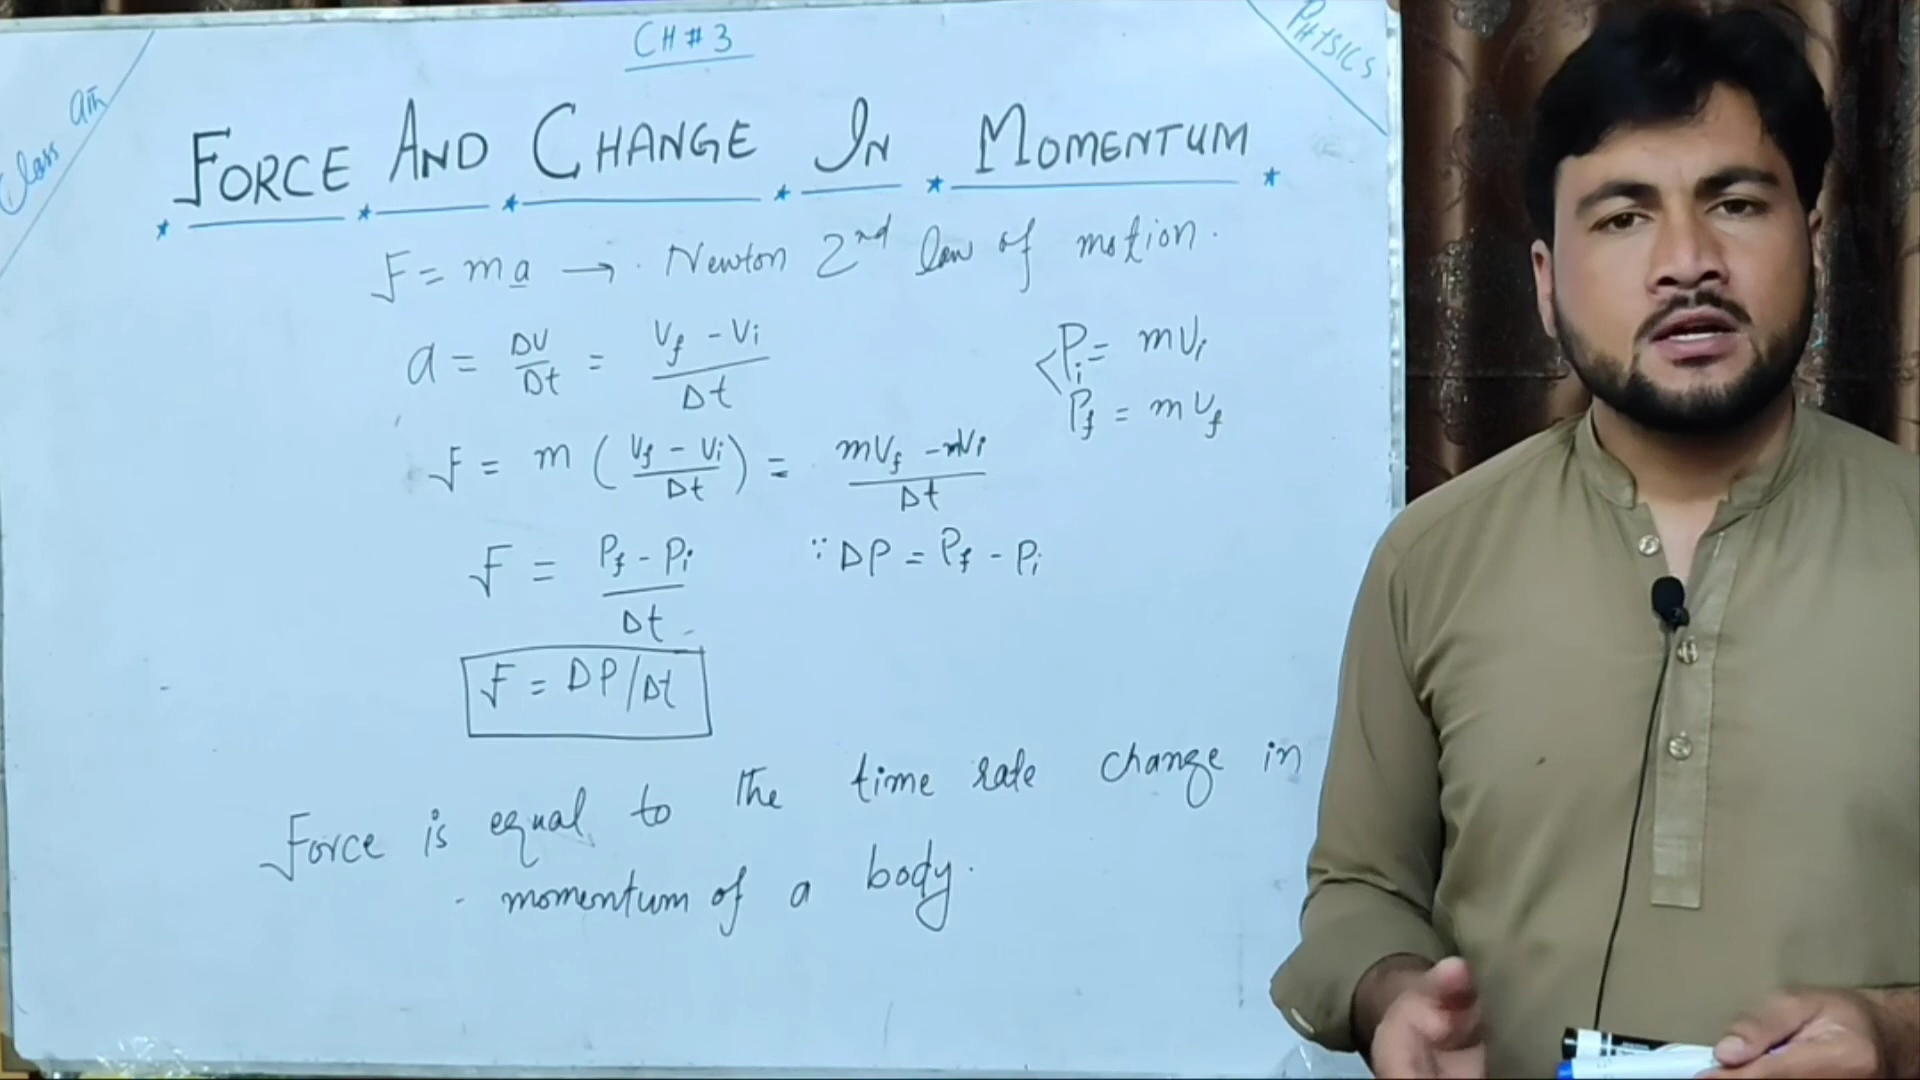 CH # 3
PHYSICS
Class 9th
FORCE AND CHANGE IN MOMENTUM
F = ma → Newton 2nd law of motion.
a = ΔV/Δt = Vf - Vi / Δt
Pi = mVi
Pf = mVf
F = m (Vf - Vi / Δt) = mVf - mVi / Δt
F = Pf - Pi / Δt ∵ ΔP = Pf - Pi
F = ΔP/Δt
Force is equal to the time rate change in
momentum of a body.